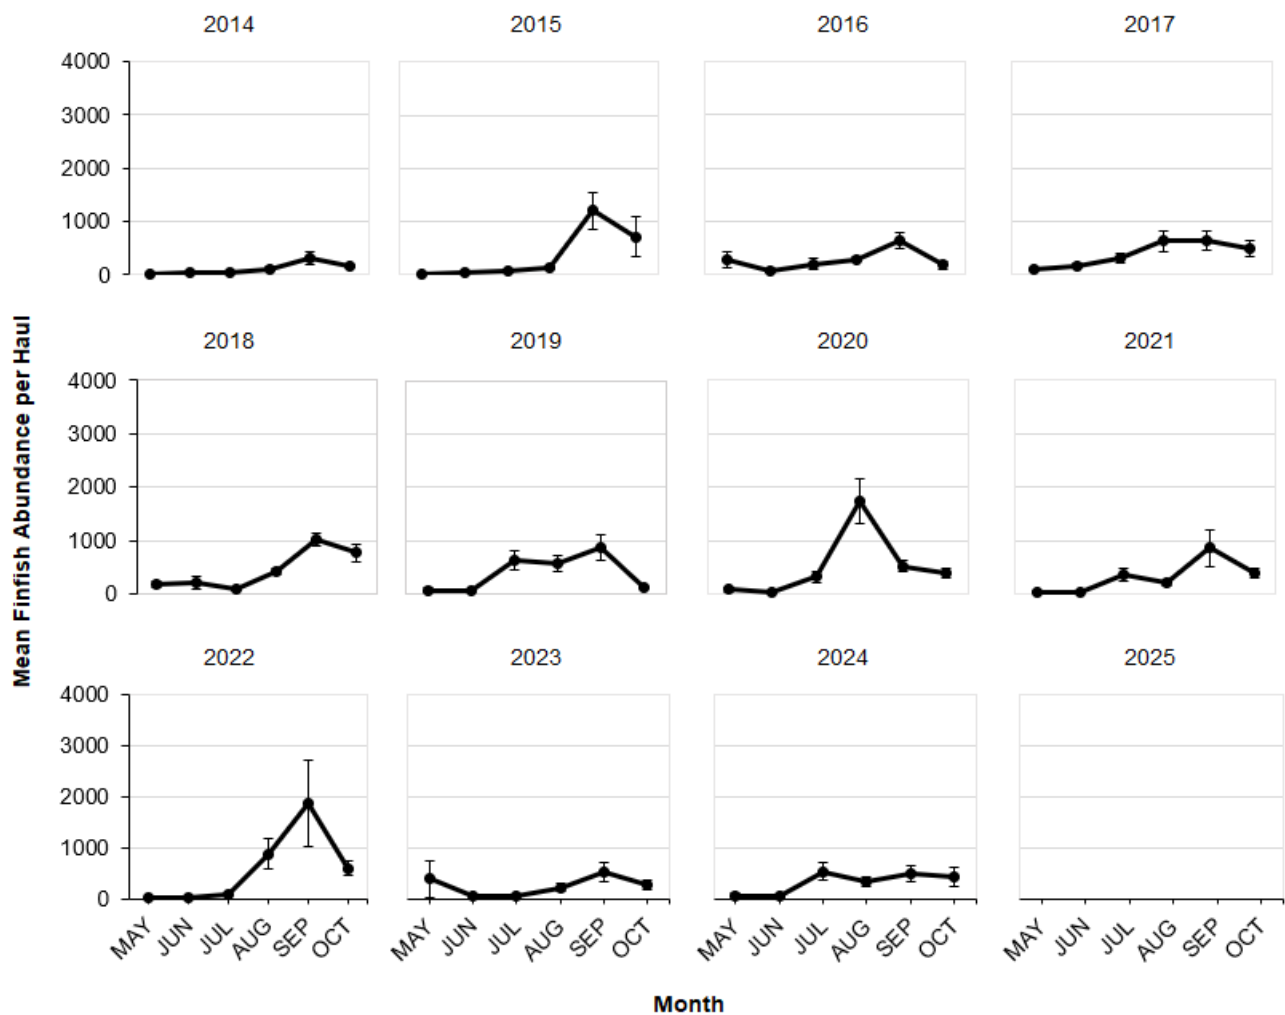 2014 2015 2016 2017
4000
3000
2000
1000
0
2018 2019 2020 2021
4000
3000
2000
1000
0
Mean Finfish Abundance per Haul
2022 2023 2024 2025
4000
3000
2000
1000
0
MAY JUN JUL AUG SEP OCT MAY JUN JUL AUG SEP OCT MAY JUN JUL AUG SEP OCT MAY JUN JUL AUG SEP OCT
Month